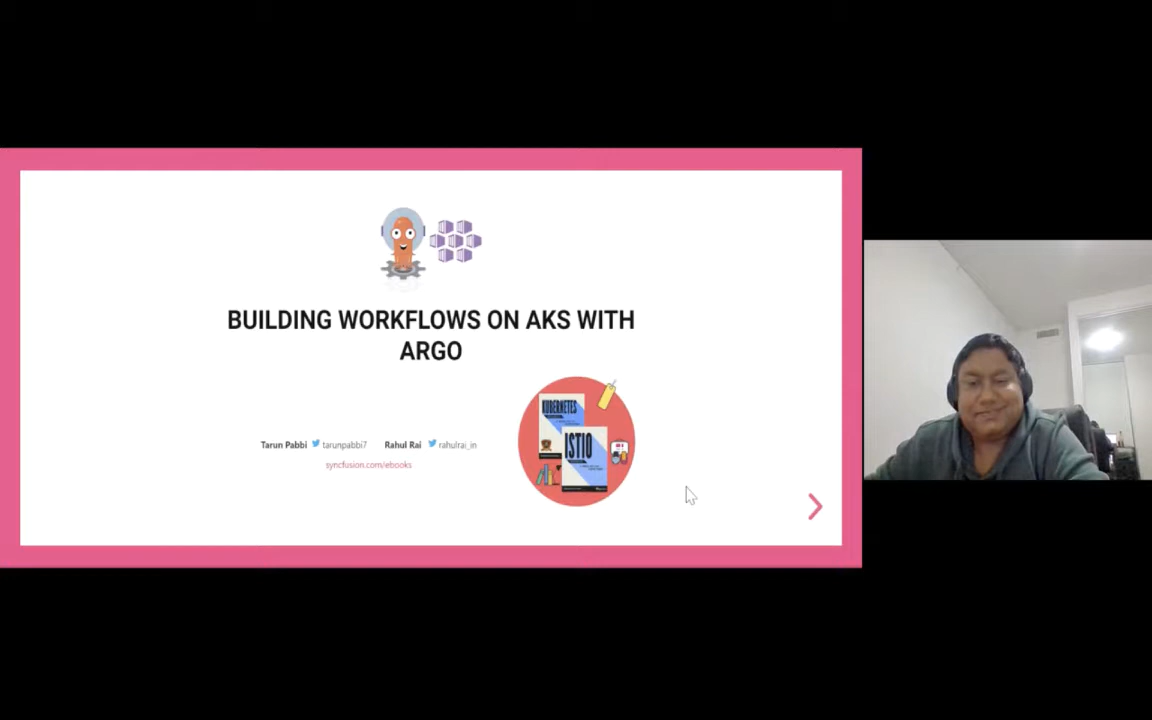 BUILDING WORKFLOWS ON AKS WITH
ARGO
Tarun Pabbi tarunpabbi7 Rahul Rai rahulrai_in
syncfusion.com/ebooks
KUBERNETES
ISTIO